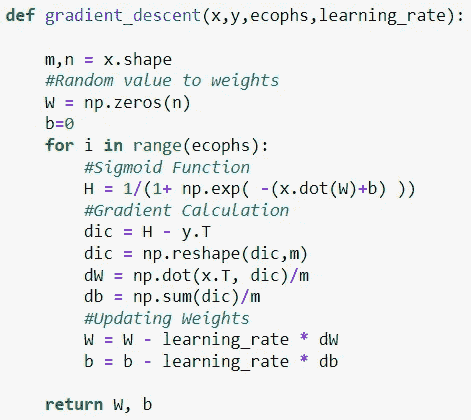 def gradient_descent(x,y,ecophs,learning_rate):
m,n = x.shape
#Random value to weights
W = np.zeros(n)
b=0
for i in range(ecophs):
#Sigmoid Function
H = 1/(1+ np.exp( -(x.dot(W)+b) ))
#Gradient Calculation
dic = H - y.T
dic = np.reshape(dic,m)
dW = np.dot(x.T, dic)/m
db = np.sum(dic)/m
#Updating Weights
W = W - learning_rate * dW
b = b - learning_rate * db
return W, b